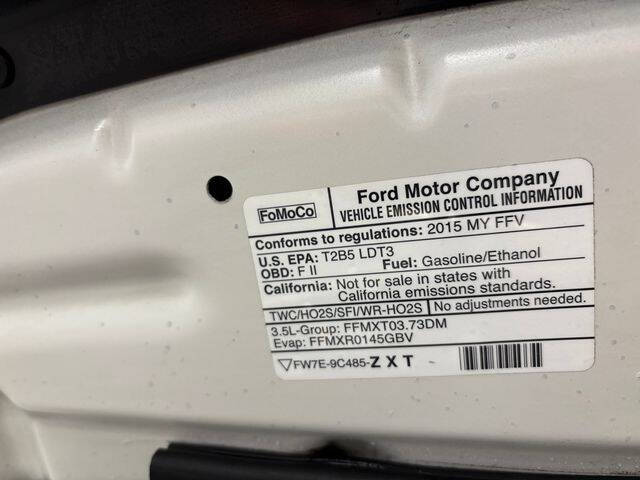 FoMoCo
Ford Motor Company
VEHICLE EMISSION CONTROL INFORMATION
Conforms to regulations: 2015 MY FFV
U.S. EPA: T2B5 LDT3
OBD: F II Fuel: Gasoline/Ethanol
California: Not for sale in states with
California emissions standards.
TWC/HO2S/SFI/WR-HO2S No adjustments needed.
3.5L-Group: FFMXT03.73DM
Evap: FFMXR0145GBV
FW7E-9C485-Z X T